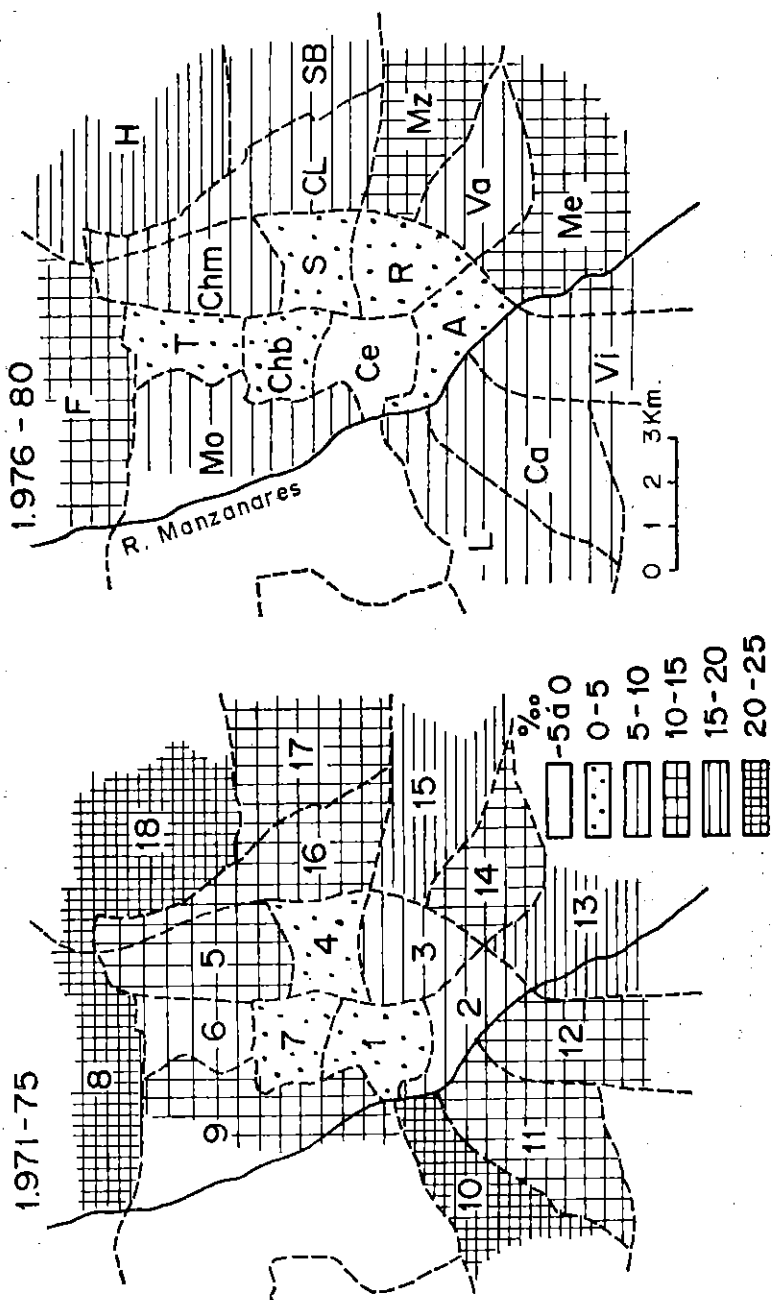 1.971-75
8
18
9
6
5
7
4
16
17
1
3
15
10
2
14
11
12
13
%₀₀
-5 á 0
0-5
5-10
10-15
15-20
20-25
1.976-80
F
H
R. Manzanares
Mo
T
Chm
Chb
S
CL
SB
Ce
R
Mz
A
Va
L
Ca
Vi
Me
0 1 2 3 Km.